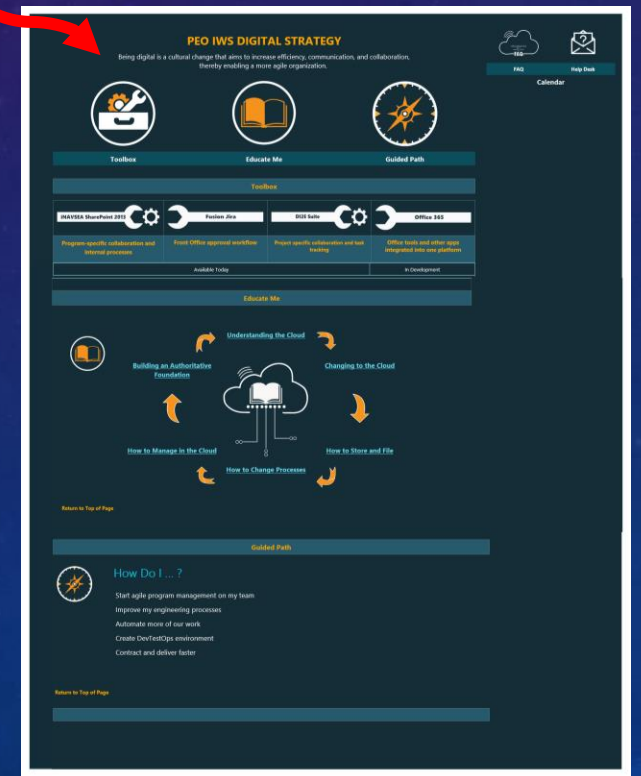 PEO IWS DIGITAL STRATEGY
Being digital is a cultural change that aims to increase efficiency, communication, and collaboration,
thereby enabling a more agile organization.
FAQ
Help Desk
Calendar
Toolbox
Educate Me
Guided Path
Toolbox
iNAVSEA SharePoint 2013
Fusion Jira
DI2E Suite
Office 365
Program-specific collaboration and
internal processes
Front Office approval workflow
Project specific collaboration and task
tracking
Office tools and other apps
integrated into one platform
Available Today
In Development
Educate Me
Understanding the Cloud
Building an Authoritative
Foundation
Changing to the Cloud
How to Manage in the Cloud
How to Store and File
How to Change Processes
Return to Top of Page
Guided Path
How Do I ... ?
Start agile program management on my team
Improve my engineering processes
Automate more of our work
Create DevTestOps environment
Contract and deliver faster
Return to Top of Page